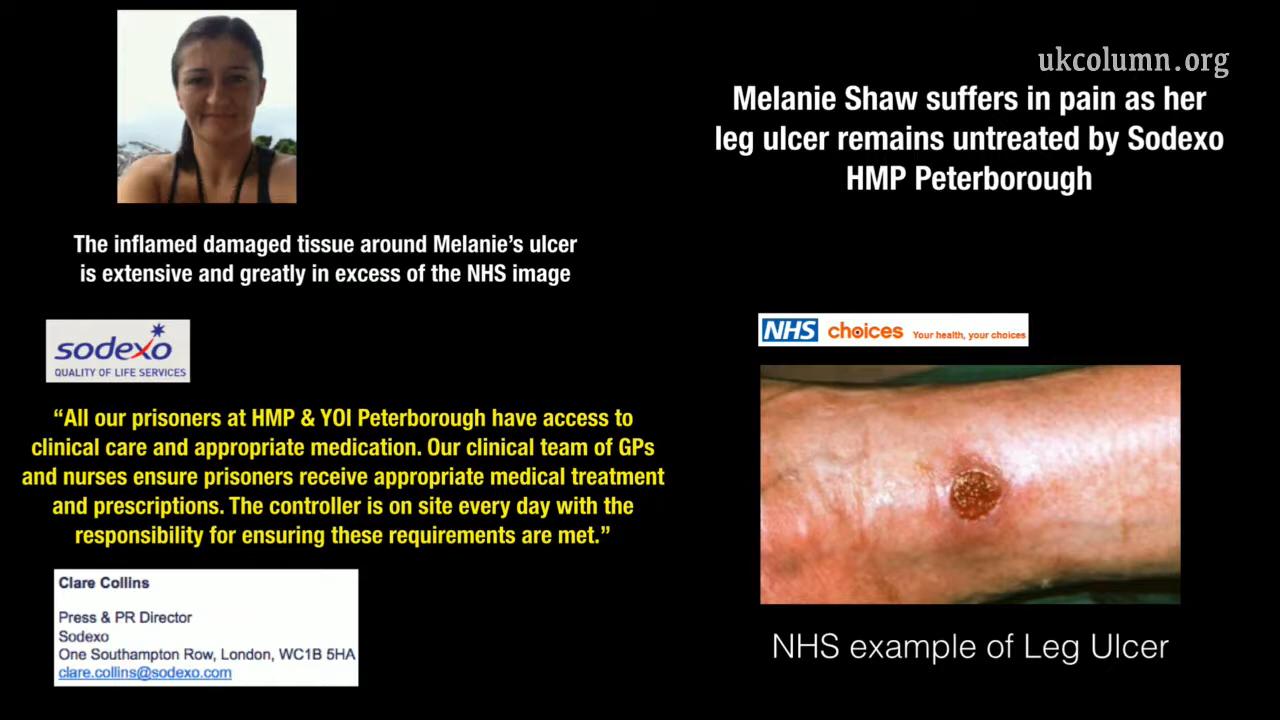 ukcolumn.org
Melanie Shaw suffers in pain as her
leg ulcer remains untreated by Sodexo
HMP Peterborough
The inflamed damaged tissue around Melanie's ulcer
is extensive and greatly in excess of the NHS image
sodexo
QUALITY OF LIFE SERVICES
NHS choices Your health, your choices
“All our prisoners at HMP & YOI Peterborough have access to
clinical care and appropriate medication. Our clinical team of GPs
and nurses ensure prisoners receive appropriate medical treatment
and prescriptions. The controller is on site every day with the
responsibility for ensuring these requirements are met.”
Clare Collins
Press & PR Director
Sodexo
One Southampton Row, London, WC1B 5HA
clare.collins@sodexo.com
NHS example of Leg Ulcer